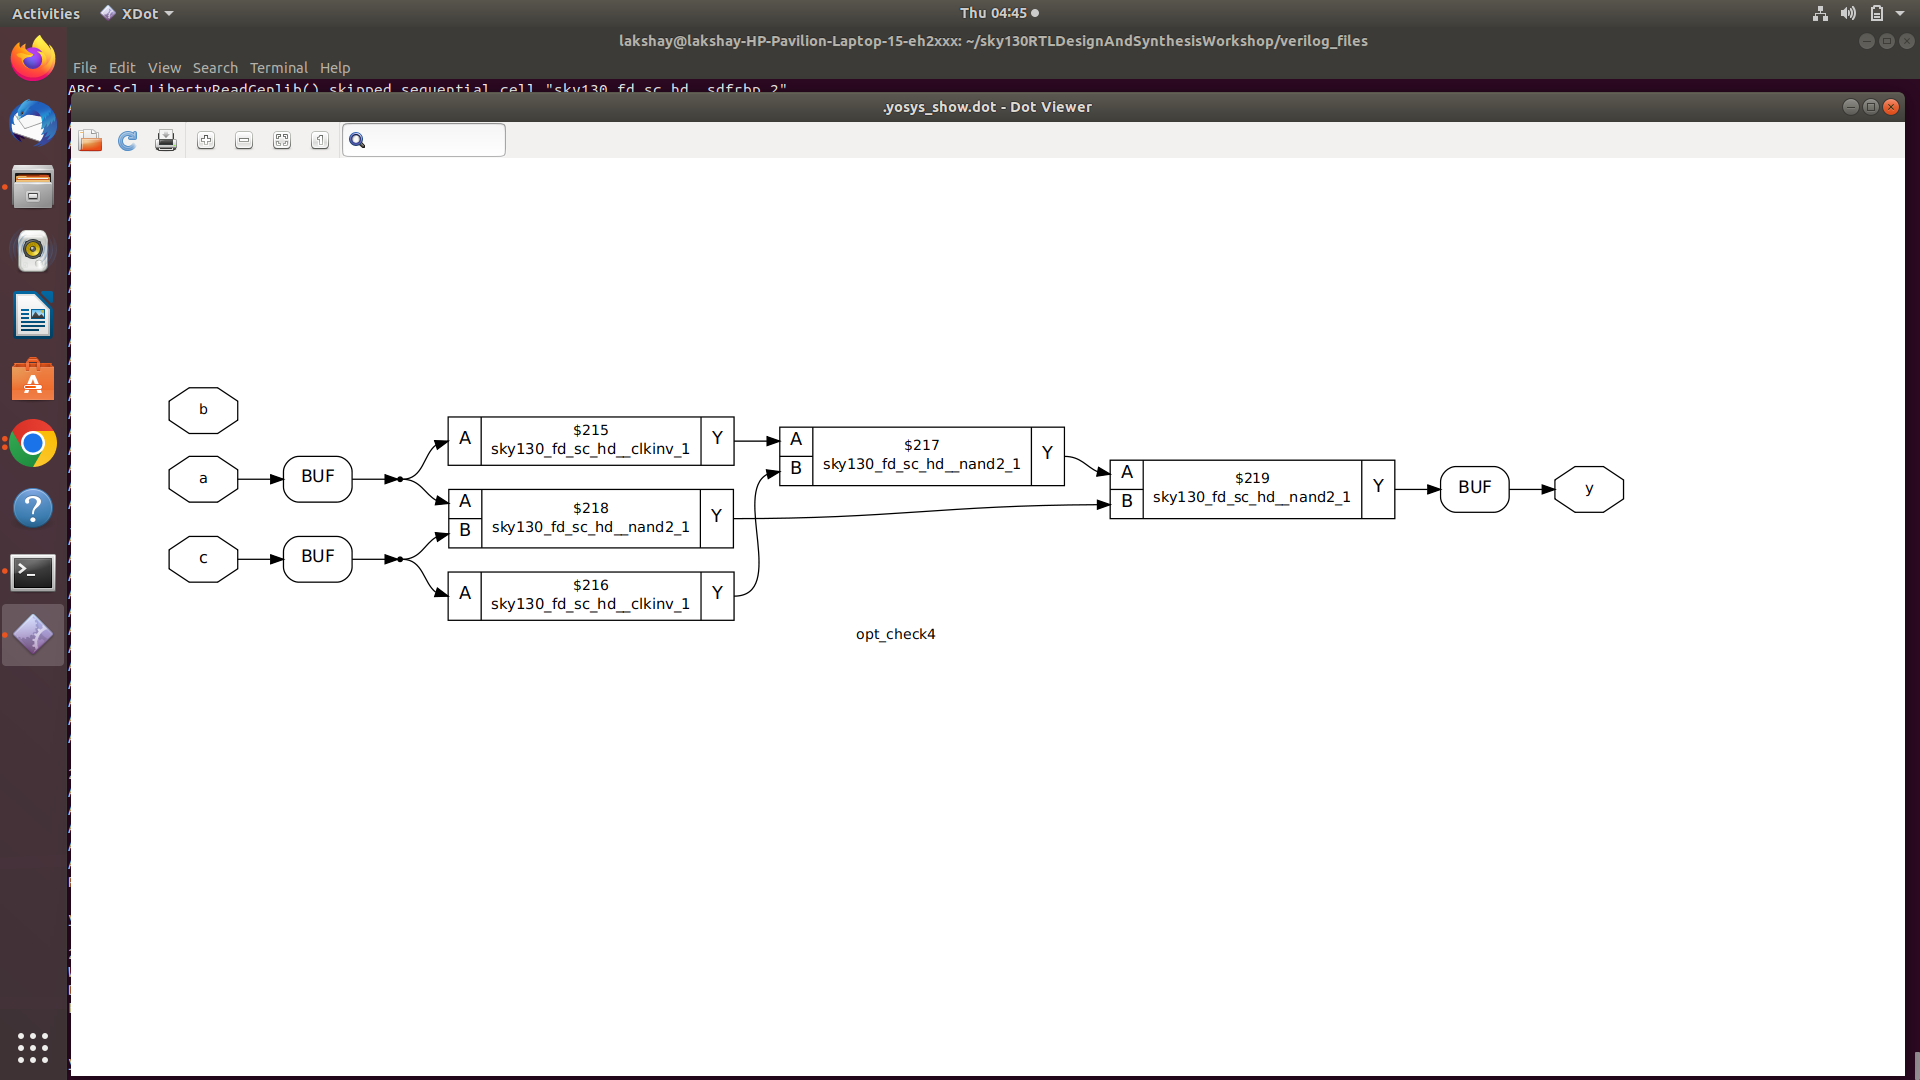 Activities XDot Thu 04:45
lakshay@lakshay-HP-Pavilion-Laptop-15-eh2xxx: ~/sky130RTLDesignAndSynthesisWorkshop/verilog_files
File Edit View Search Terminal Help
ABC: Scl_LibertyReadGenlib() skipped sequential cell "sky130_fd_sc_hd__sdfrbp_2"
.yosys_show.dot - Dot Viewer
b
a
BUF
c
BUF
A
$215
sky130_fd_sc_hd__clkinv_1
Y
A
B
$218
sky130_fd_sc_hd__nand2_1
Y
A
$216
sky130_fd_sc_hd__clkinv_1
Y
A
B
$217
sky130_fd_sc_hd__nand2_1
Y
A
B
$219
sky130_fd_sc_hd__nand2_1
Y
BUF
y
opt_check4